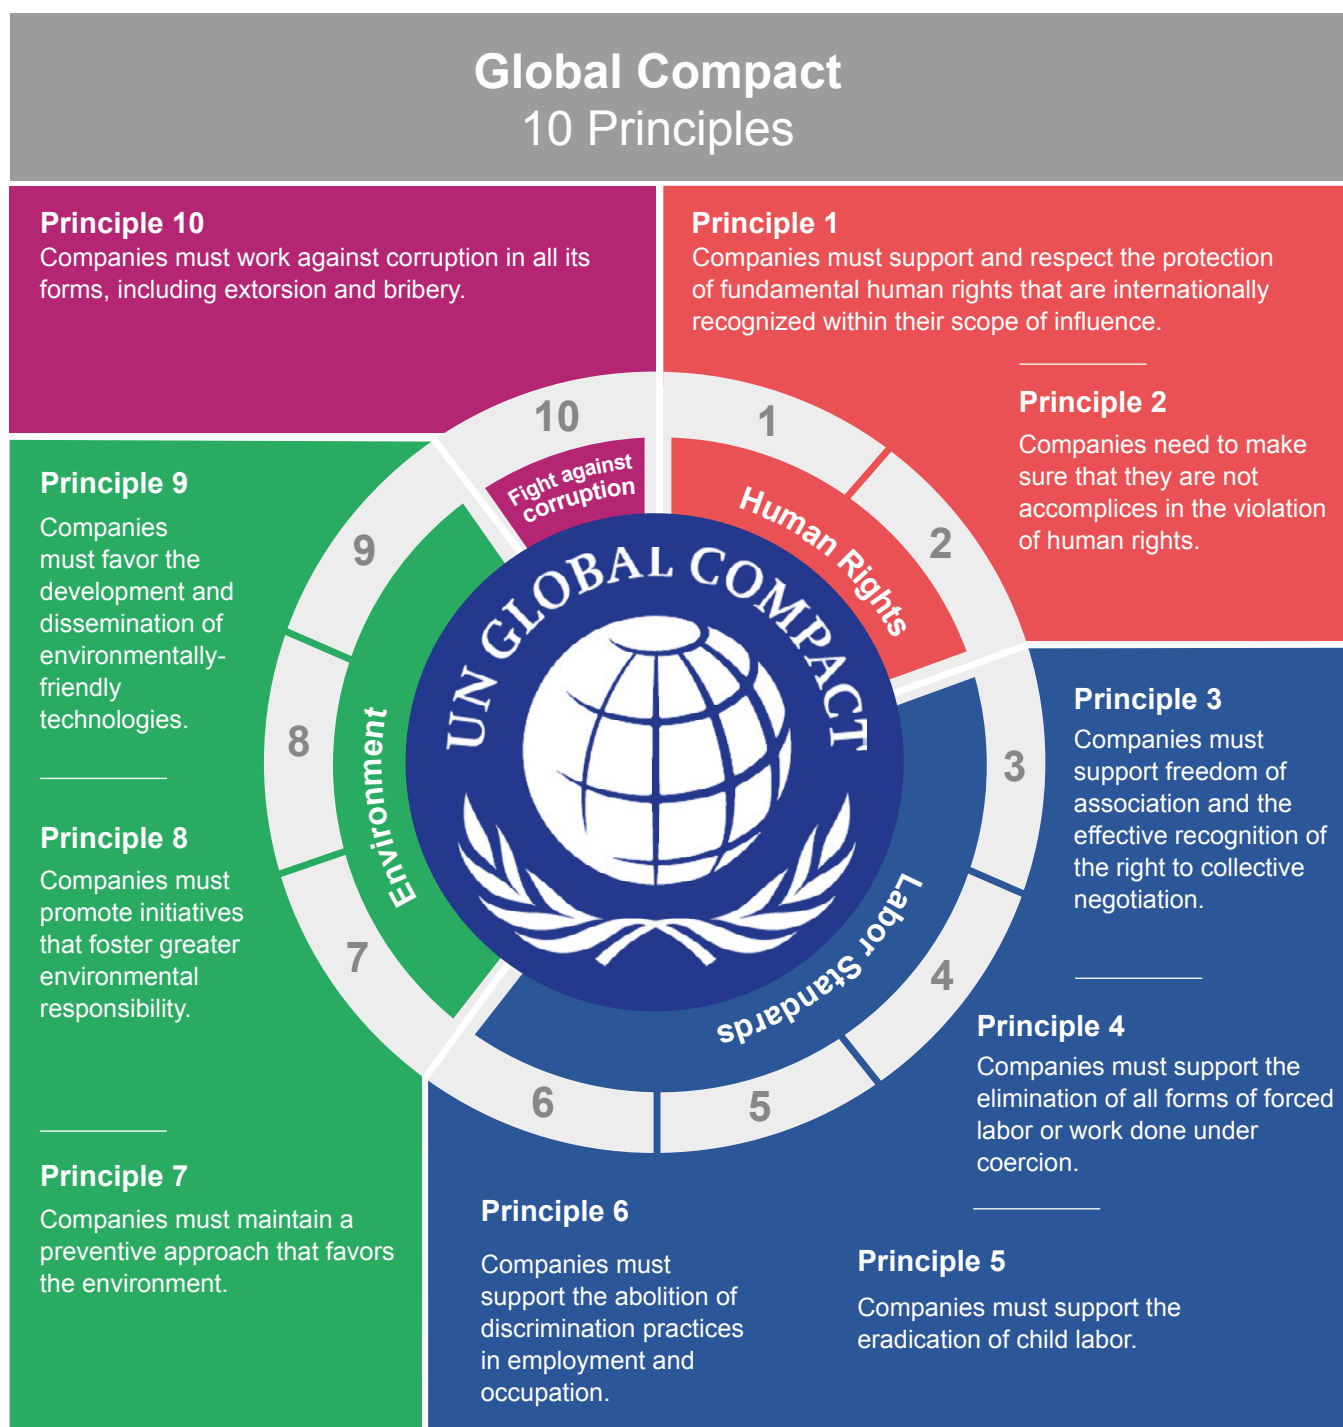 Global Compact
10 Principles
Principle 10
Companies must work against corruption in all its
forms, including extorsion and bribery.
Principle 1
Companies must support and respect the protection
of fundamental human rights that are internationally
recognized within their scope of influence.
Principle 2
Companies need to make
sure that they are not
accomplices in the violation
of human rights.
Principle 3
Companies must
support freedom of
association and the
effective recognition of
the right to collective
negotiation.
Principle 4
Companies must support the
elimination of all forms of forced
labor or work done under
coercion.
Principle 5
Companies must support the
eradication of child labor.
Principle 6
Companies must
support the abolition of
discrimination practices
in employment and
occupation.
Principle 7
Companies must maintain a
preventive approach that favors
the environment.
Principle 8
Companies must
promote initiatives
that foster greater
environmental
responsibility.
Principle 9
Companies
must favor the
development and
dissemination of
environmentally-
friendly
technologies.
1
2
3
4
5
6
7
8
9
10
Human Rights
Labor Standards
Environment
Fight against
corruption
UN GLOBAL COMPACT